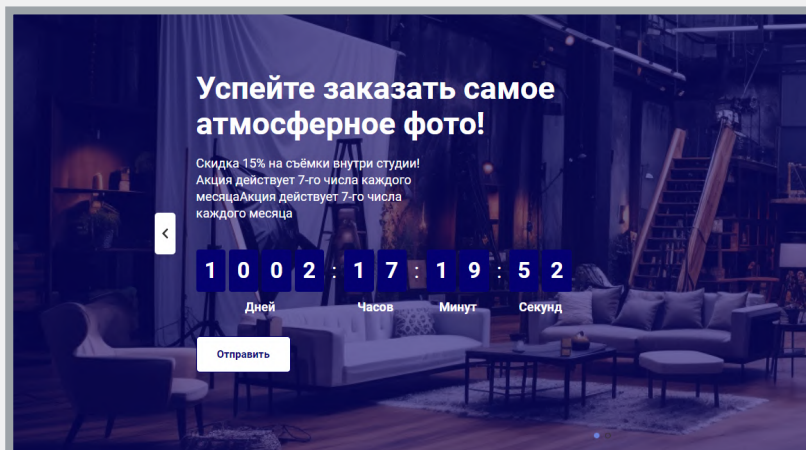 Успейте заказать самое
атмосферное фото!
Скидка 15% на съёмки внутри студии!
Акция действует 7-го числа каждого
месяцаАкция действует 7-го числа
каждого месяца
1 0 0 2 : 1 7 : 1 9 : 5 2
Дней Часов Минут Секунд
Отправить